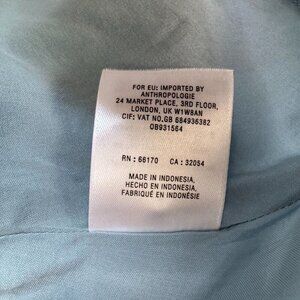 FOR EU: IMPORTED BY
ANTHROPOLOGIE
24 MARKET PLACE, 3RD FLOOR,
LONDON, UK W1W8AN
CIF: VAT NO.GB 684936382
OB931564
RN : 66170 CA : 32054
MADE IN INDONESIA,
HECHO EN INDONESIA,
FABRIQUÉ EN INDONÉSIE